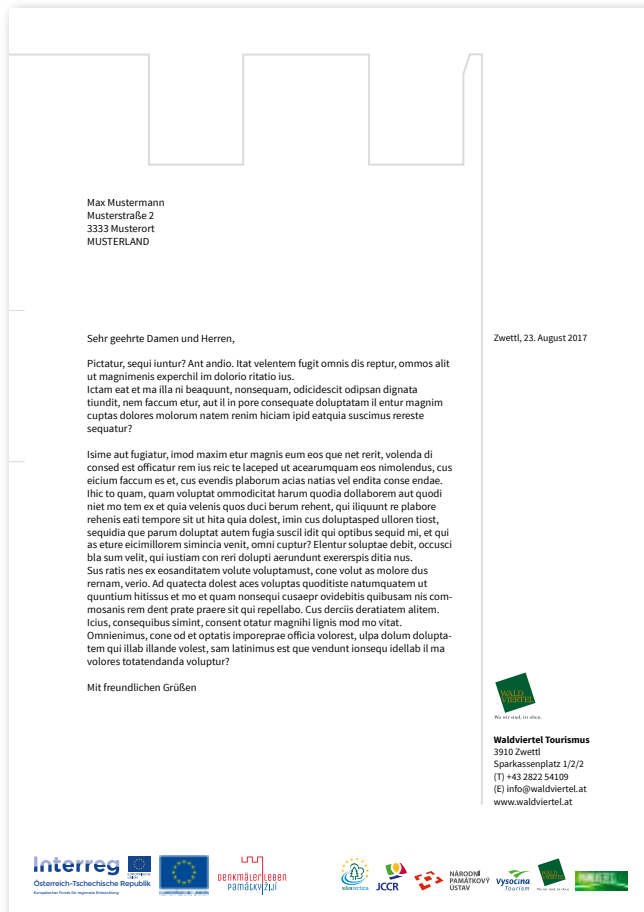 Max Mustermann
Musterstraße 2
3333 Musterort
MUSTERLAND
Sehr geehrte Damen und Herren,
Zwettl, 23. August 2017
Pictatur, sequi iuntur? Ant andio. Itat velentem fugit omnis dis reptur, ommos alit
ut magnimenis experchil im dolorio ritatio ius.
Ictam eat et ma illa ni beaquunt, nonsequam, odicidescit odipsan dignata
tiundit, nem faccum etur, aut il in pore consequate doluptatam il entur magnim
cuptas dolores molorum natem renim hiciam ipid eatquia suscimus rereste
sequatur?
Isime aut fugiatur, imod maxim etur magnis eum eos que net rerit, volenda di
consed est officatur rem ius reic te laceped ut acearumquam eos nimolendus, cus
eicium faccum es et, cus evendis plaborum acias natias vel endita conse endae.
Ihic to quam, quam voluptat ommodicitat harum quodia dollaborem aut quodi
niet mo tem ex et quia velenis quos duci berum rehent, qui iliquunt re plabore
rehenis eati tempore sit ut hita quia dolest, imin cus doluptasped ulloren tiost,
sequidia que parum doluptat autem fugia suscil idit qui optibus sequid mi, et qui
as eture eicimillorem simincia venit, omni cuptur? Elentur soluptae debit, occusci
bla sum velit, qui iustiam con reri dolupti aerundunt exererspis ditia nus.
Sus ratis nes ex eosanditatem volute voluptamust, cone volut as molore dus
rernam, verio. Ad quatecta dolest aces voluptas quoditiste natumquatem ut
quuntium hitissus et mo et quam nonsequi cusaepr ovidebitis quibusam nis com-
mosanis rem dent prate praere sit qui repellabo. Cus derciis deratiatem alitem.
Icius, consequibus simint, consent otatur magnihi lignis mod mo vitat.
Omnienimus, cone od et optatis imporeprae officia volorest, ulpa dolum dolupta-
tem qui illab illande volest, sam latinimus est que vendunt ionsequ idellab il ma
volores totatendanda voluptur?
Mit freundlichen Grüßen
WALD
VIERTEL
Wo wir sind, ist oben.
Waldviertel Tourismus
3910 Zwettl
Sparkassenplatz 1/2/2
(T) +43 2822 54109
(E) info@waldviertel.at
www.waldviertel.at
Interreg
EUROPÄISCHE UNION
Österreich-Tschechische Republik
Europäischer Fonds für regionale Entwicklung
DENKMÄLER LEBEN
PAMÁTKY ŽIJÍ
silvanortica
JCCR
NÁRODNÍ
PAMÁTKOVÝ
ÚSTAV
Vysocina
Tourism
WALD
VIERTEL
Wo wir sind, ist oben.